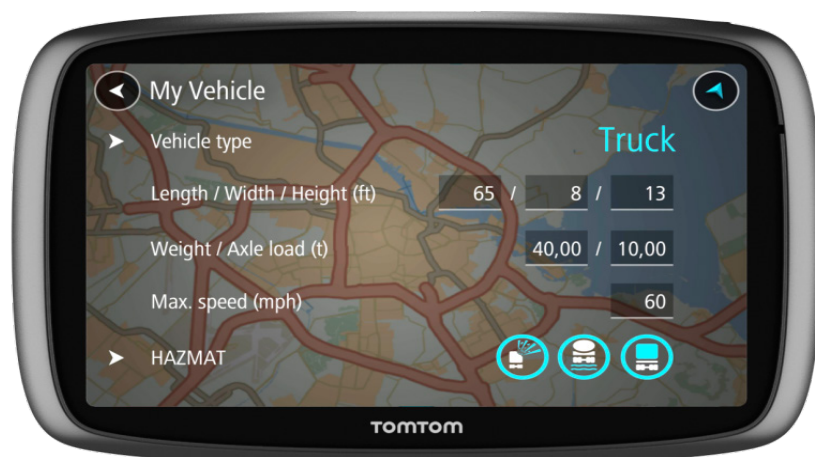 My Vehicle
Vehicle type Truck
Length / Width / Height (ft) 65 / 8 / 13
Weight / Axle load (t) 40,00 / 10,00
Max. speed (mph) 60
HAZMAT
TOMTOM